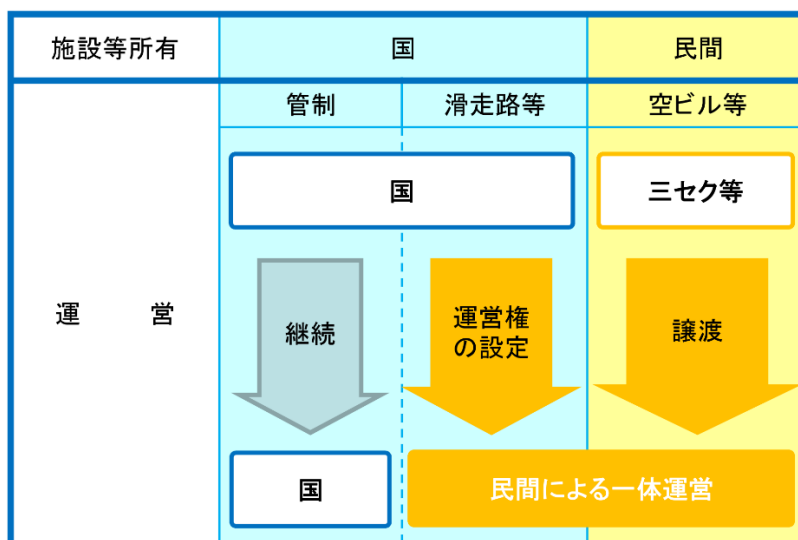 施設等所有
国
民間
管制
滑走路等
空ビル等
国
三セク等
運　　営
継続
運営権
の設定
譲渡
国
民間による一体運営